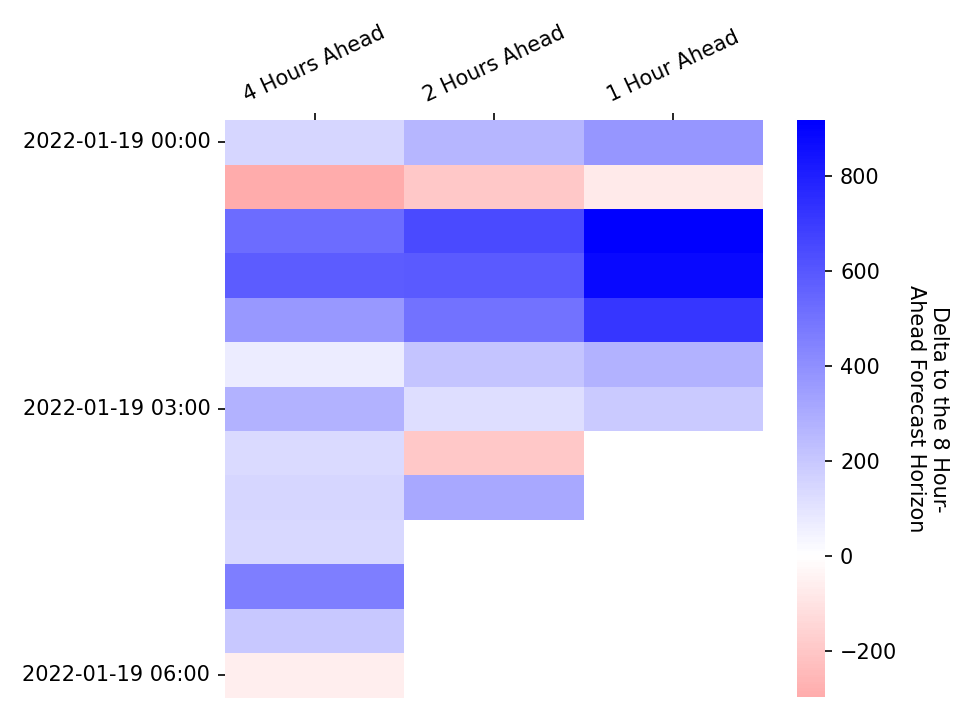 4 Hours Ahead
2 Hours Ahead
1 Hour Ahead
2022-01-19 00:00
2022-01-19 03:00
2022-01-19 06:00
800
600
400
200
0
−200
Delta to the 8 Hour-
Ahead Forecast Horizon